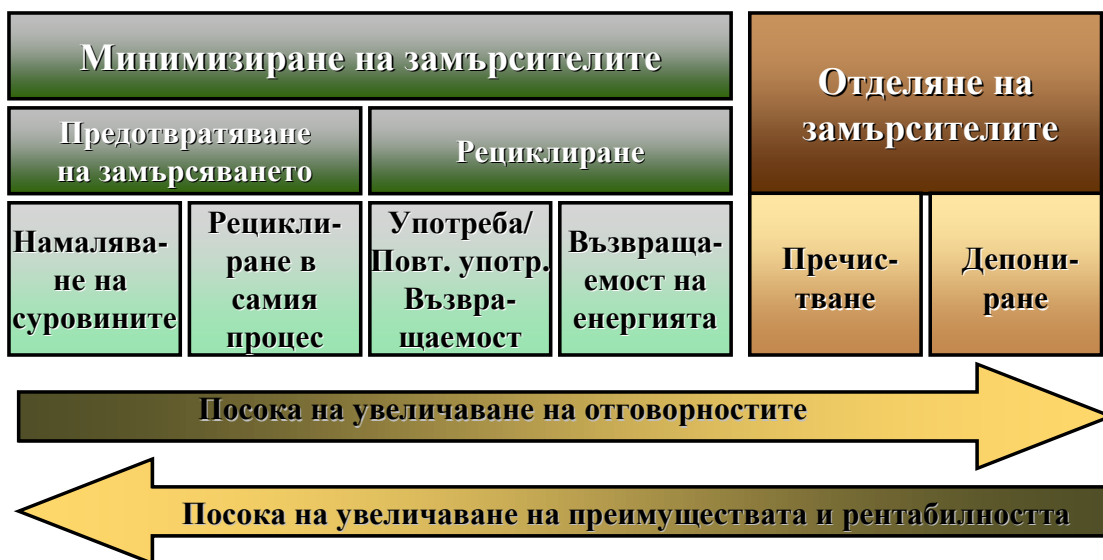 Минимизиране на замърсителите
Отделяне на
замърсителите
Предотвратяване
на замърсяването
Рециклиране
Намалява-
не на
суровините
Рецикли-
ране в
самия
процес
Употреба/
Повт. употр.
Възвра-
щаемост
Възвраща-
емост на
енергията
Пречис-
тване
Депони-
ране
Посока на увеличаване на отговорностите
Посока на увеличаване на преимуществата и рентабилността